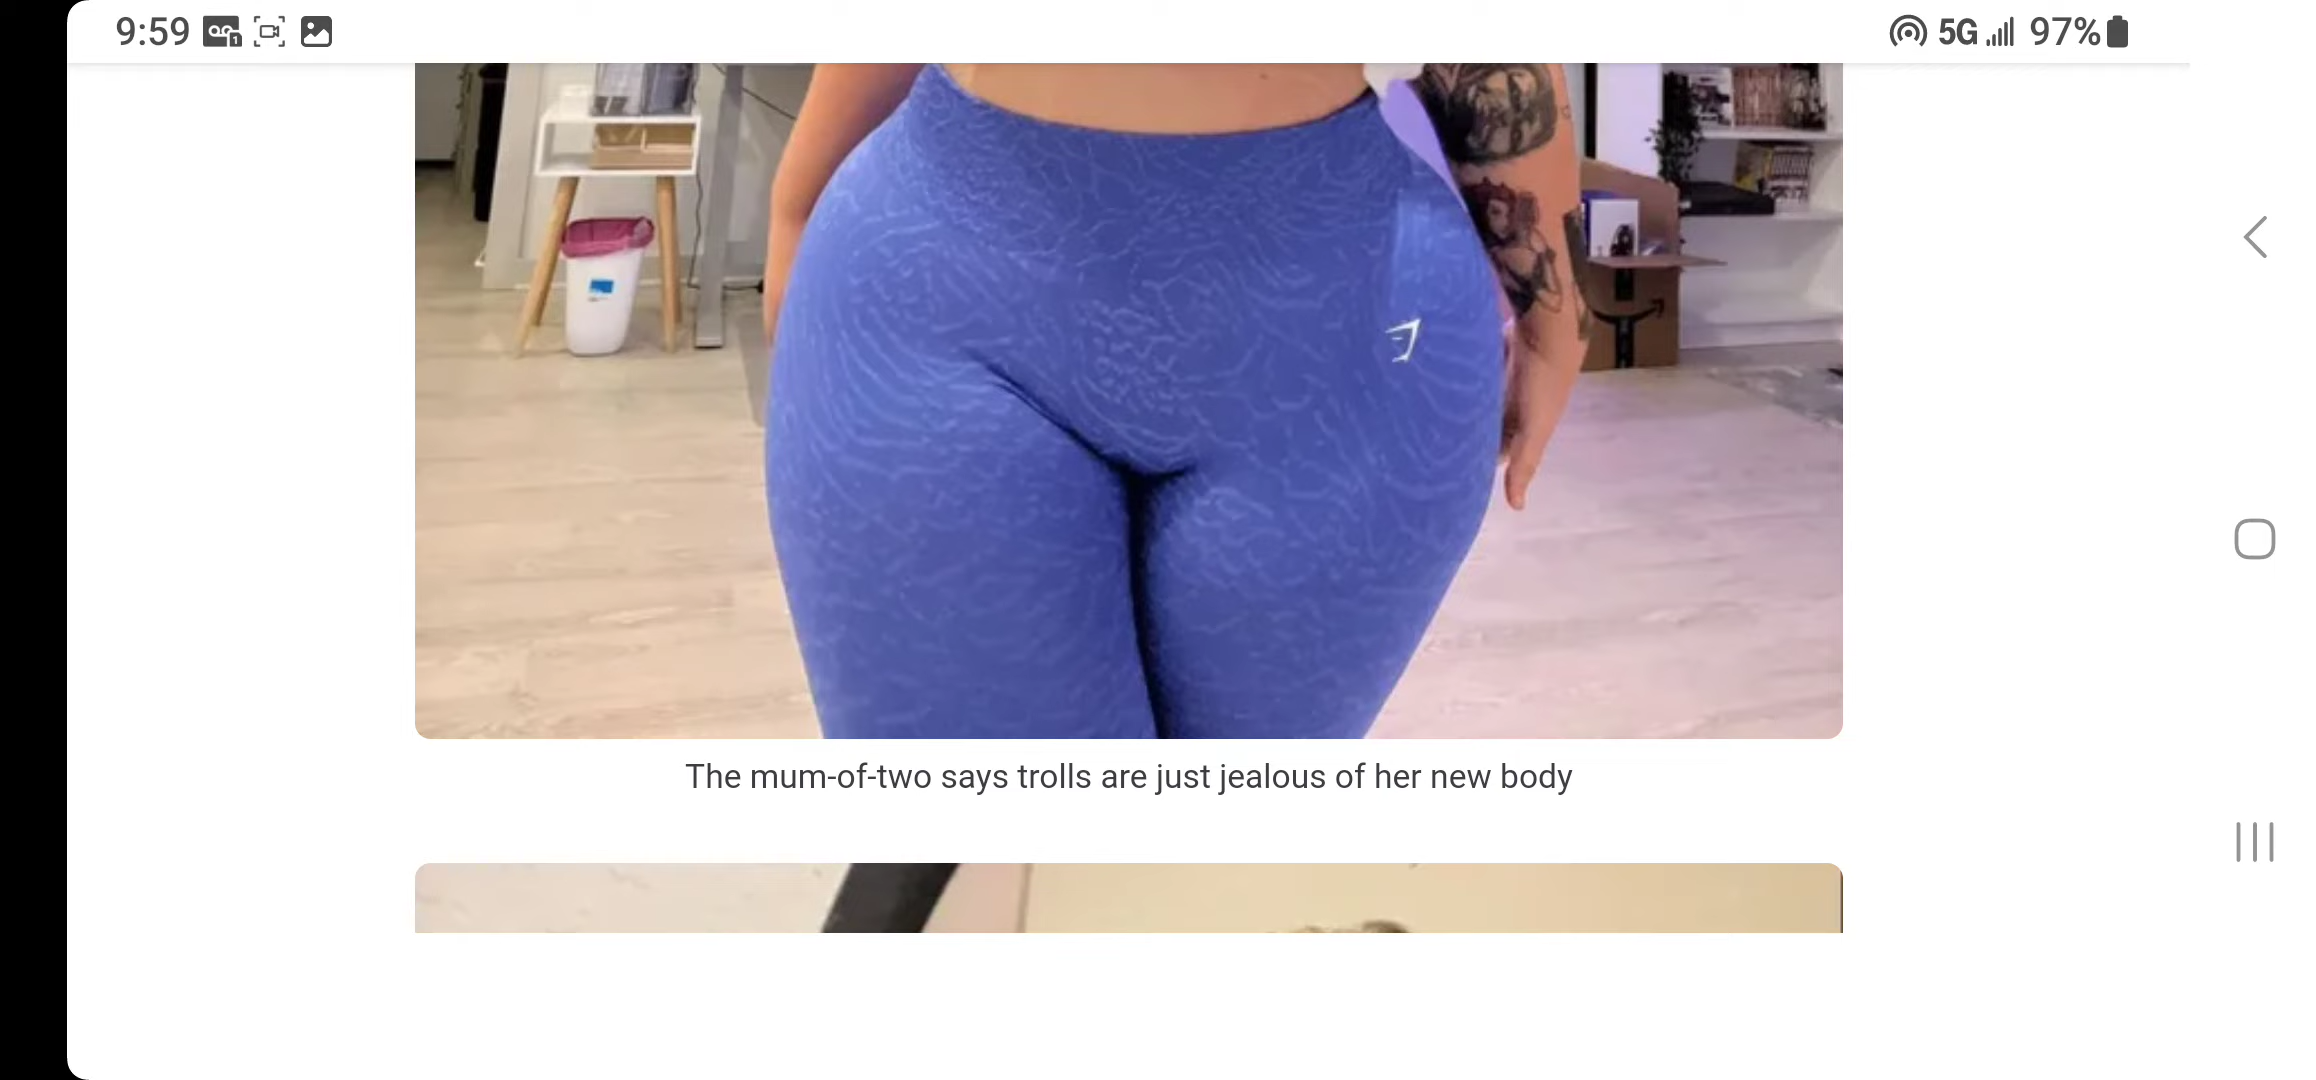 9:59
5G 97%
The mum-of-two says trolls are just jealous of her new body